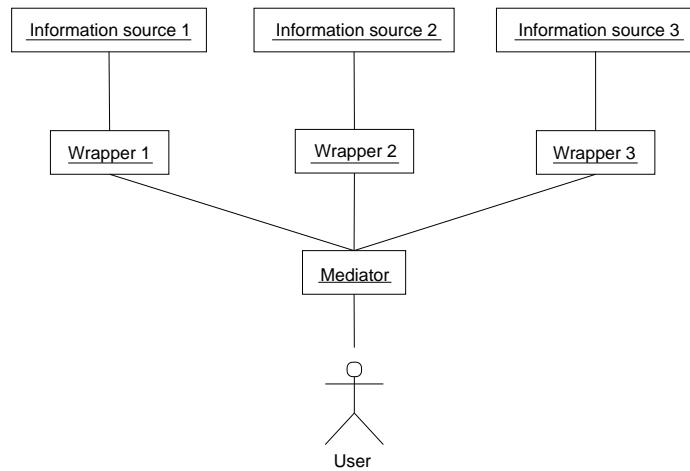 Information source 1
Information source 2
Information source 3
Wrapper 1
Wrapper 2
Wrapper 3
Mediator
User